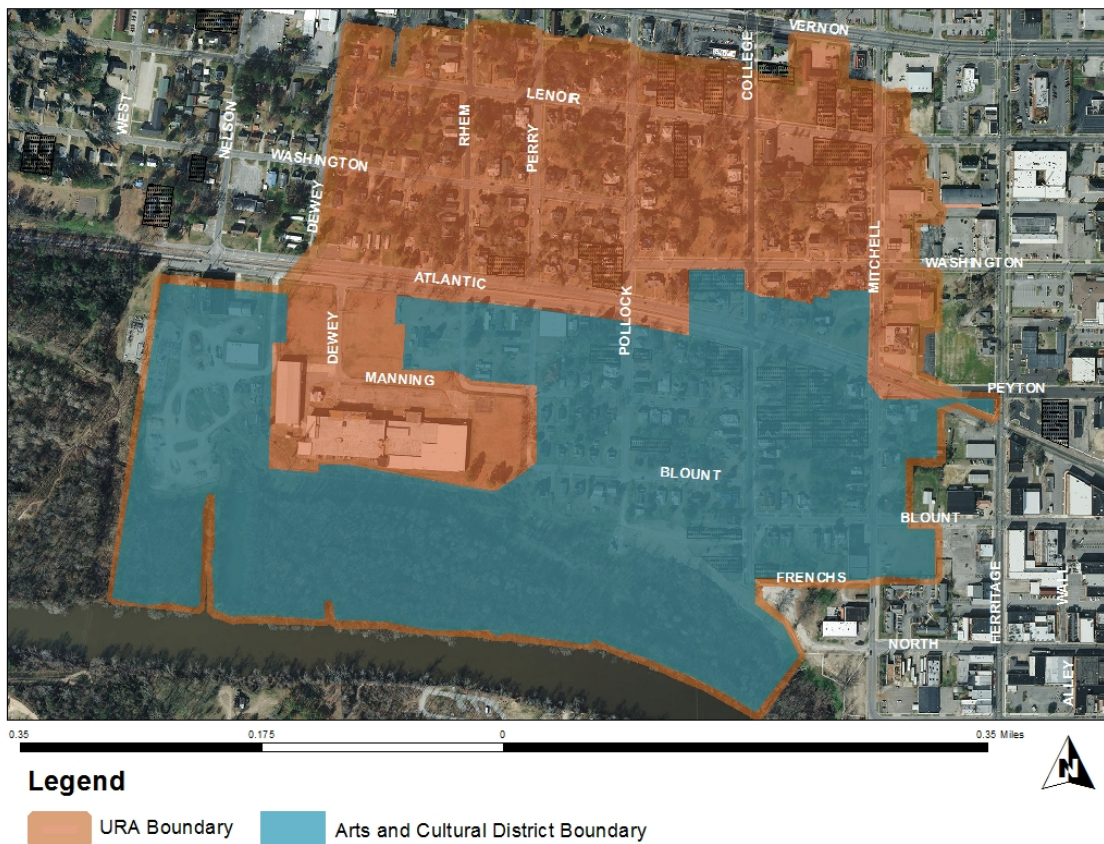 VERNON
COLLEGE
LENOIR
WEST
NELSON
RHEM
PERRY
WASHINGTON
DEWEY
MITCHELL
WASHINGTON
ATLANTIC
POLLOCK
DEWEY
MANNING
PEYTON
BLOUNT
BLOUNT
FRENCHS
HERRITAGE
WALL
NORTH
ALLEY
0.35 0.175 0 0.35 Miles
N
Legend
URA Boundary Arts and Cultural District Boundary